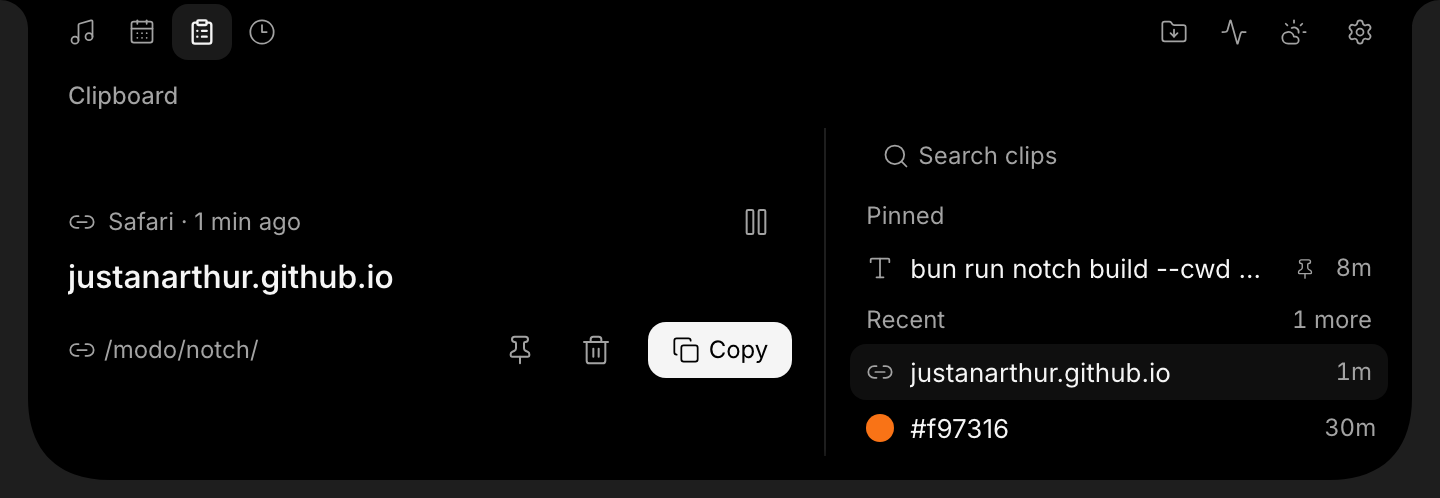 Clipboard
Safari · 1 min ago
justanarthur.github.io
/modo/notch/
Copy
Search clips
Pinned
bun run notch build --cwd ... 8m
Recent 1 more
justanarthur.github.io 1m
#f97316 30m